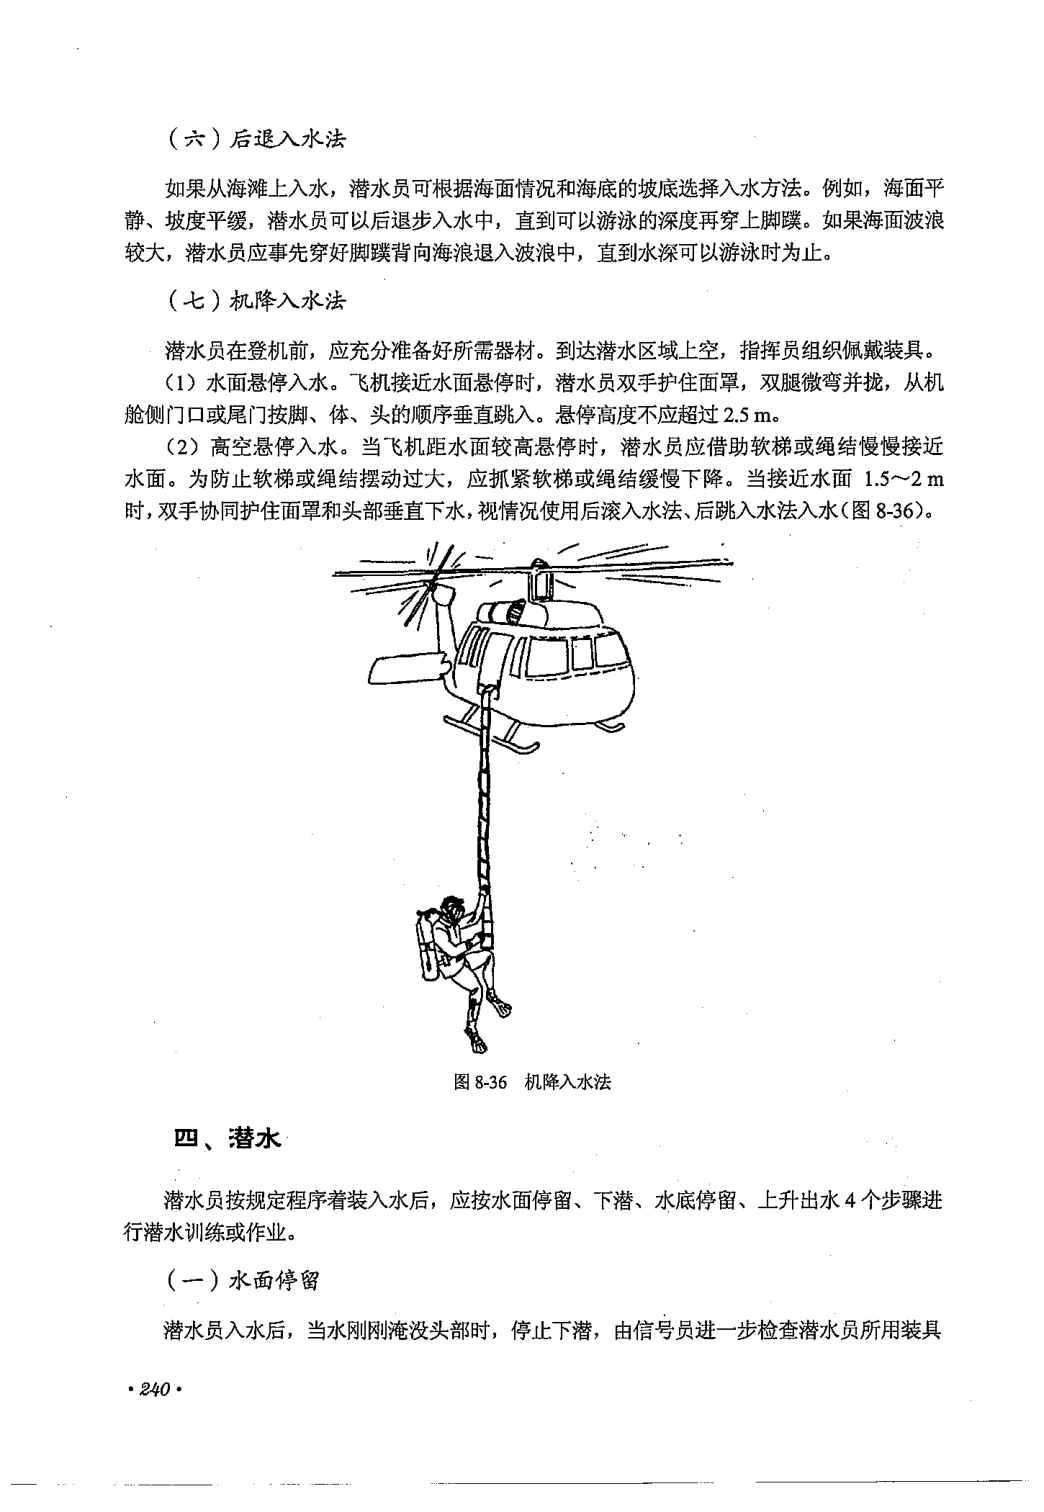 （六）后退入水法
如果从海滩上入水，潜水员可根据海面情况和海底的坡底选择入水方法。例如，海面平
静、坡度平缓，潜水员可以后退步入水中，直到可以游泳的深度再穿上脚蹼。如果海面波浪
较大，潜水员应事先穿好脚蹼背向海浪退入波浪中，直到水深可以游泳时为止。
（七）机降入水法
潜水员在登机前，应充分准备好所需器材。到达潜水区域上空，指挥员组织佩戴装具。
（1）水面悬停入水。飞机接近水面悬停时，潜水员双手护住面罩，双腿微弯并拢，从机
舱侧门口或尾门按脚、体、头的顺序垂直跳入。悬停高度不应超过 2.5 m。
（2）高空悬停入水。当飞机距水面较高悬停时，潜水员应借助软梯或绳结慢慢接近
水面。为防止软梯或绳结摆动过大，应抓紧软梯或绳结缓慢下降。当接近水面 1.5～2 m
时，双手协同护住面罩和头部垂直下水，视情况使用后滚入水法、后跳入水法入水（图 8-36）。
图 8-36 机降入水法
四、潜水
潜水员按规定程序着装入水后，应按水面停留、下潜、水底停留、上升出水 4 个步骤进
行潜水训练或作业。
（一）水面停留
潜水员入水后，当水刚刚淹没头部时，停止下潜，由信号员进一步检查潜水员所用装具
·240·